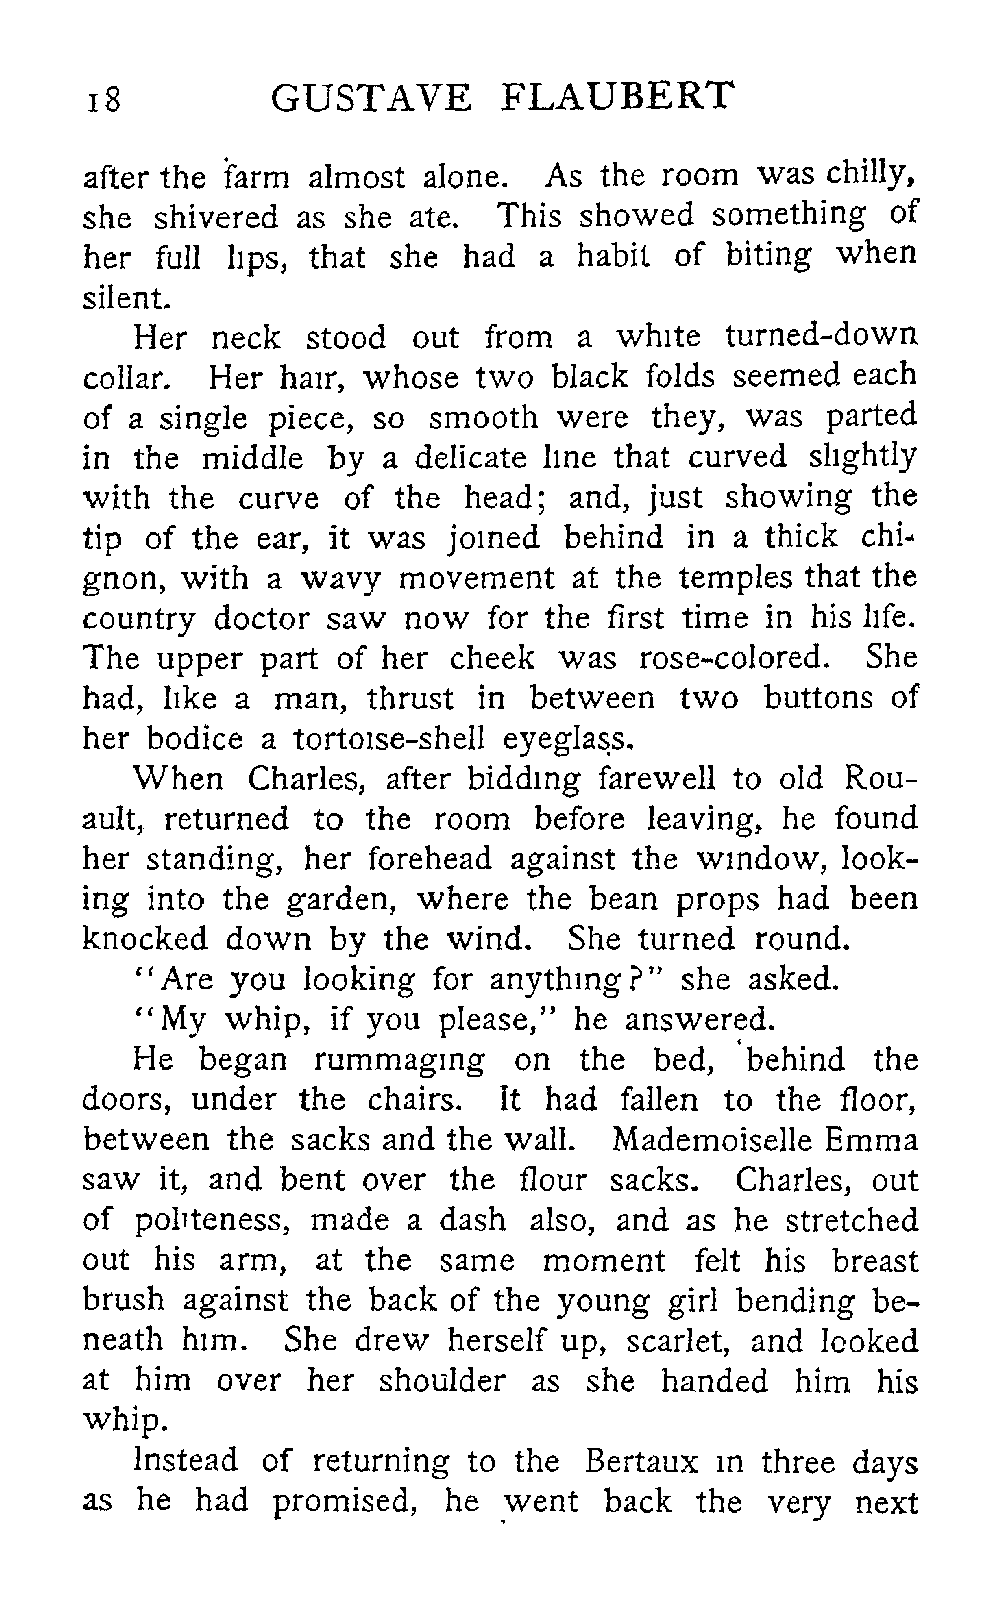 18 GUSTAVE FLAUBERT
after the farm almost alone. As the room was chilly,
she shivered as she ate. This showed something of
her full lips, that she had a habit of biting when
silent.
Her neck stood out from a white turned-down
collar. Her hair, whose two black folds seemed each
of a single piece, so smooth were they, was parted
in the middle by a delicate line that curved slightly
with the curve of the head; and, just showing the
tip of the ear, it was joined behind in a thick chi-
gnon, with a wavy movement at the temples that the
country doctor saw now for the first time in his life.
The upper part of her cheek was rose-colored. She
had, like a man, thrust in between two buttons of
her bodice a tortoise-shell eyeglass.
When Charles, after bidding farewell to old Rou-
ault, returned to the room before leaving, he found
her standing, her forehead against the window, look-
ing into the garden, where the bean props had been
knocked down by the wind. She turned round.
"Are you looking for anything?" she asked.
"My whip, if you please," he answered.
He began rummaging on the bed, behind the
doors, under the chairs. It had fallen to the floor,
between the sacks and the wall. Mademoiselle Emma
saw it, and bent over the flour sacks. Charles, out
of politeness, made a dash also, and as he stretched
out his arm, at the same moment felt his breast
brush against the back of the young girl bending be-
neath him. She drew herself up, scarlet, and looked
at him over her shoulder as she handed him his
whip.
Instead of returning to the Bertaux in three days
as he had promised, he went back the very next